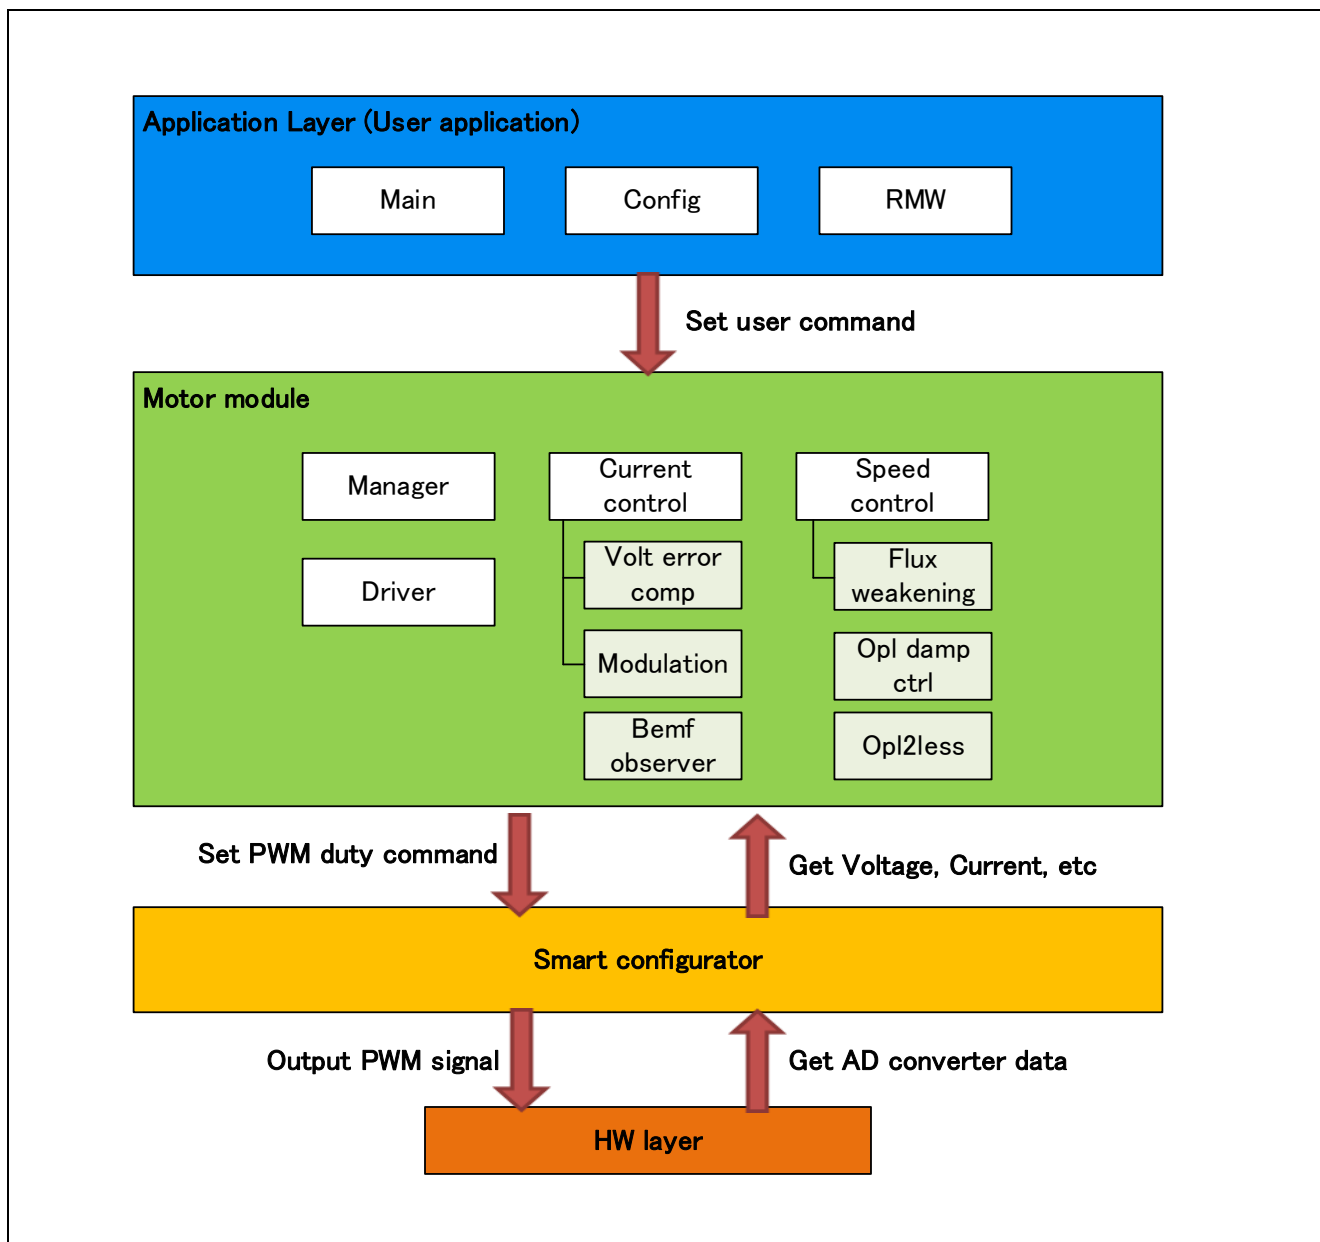 Application Layer (User application)
Main
Config
RMW
Set user command
Motor module
Manager
Current
control
Speed
control
Driver
Volt error
comp
Flux
weakening
Modulation
Opl damp
ctrl
Bemf
observer
Opl2less
Set PWM duty command
Get Voltage, Current, etc
Smart configurator
Output PWM signal
Get AD converter data
HW layer